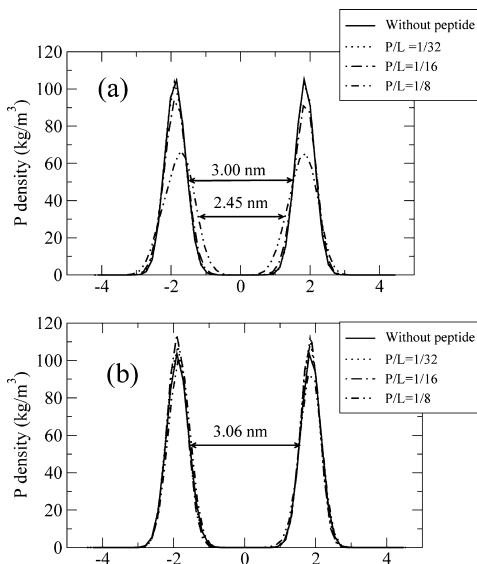 Without peptide
P/L =1/32
P/L=1/16
P/L=1/8
120
100
80
60
40
20
0
P density (kg/m³)
(a)
3.00 nm
2.45 nm
-4 -2 0 2 4
Without peptide
P/L=1/32
P/L=1/16
P/L=1/8
120
100
80
60
40
20
0
P density (kg/m³)
(b)
3.06 nm
-4 -2 0 2 4